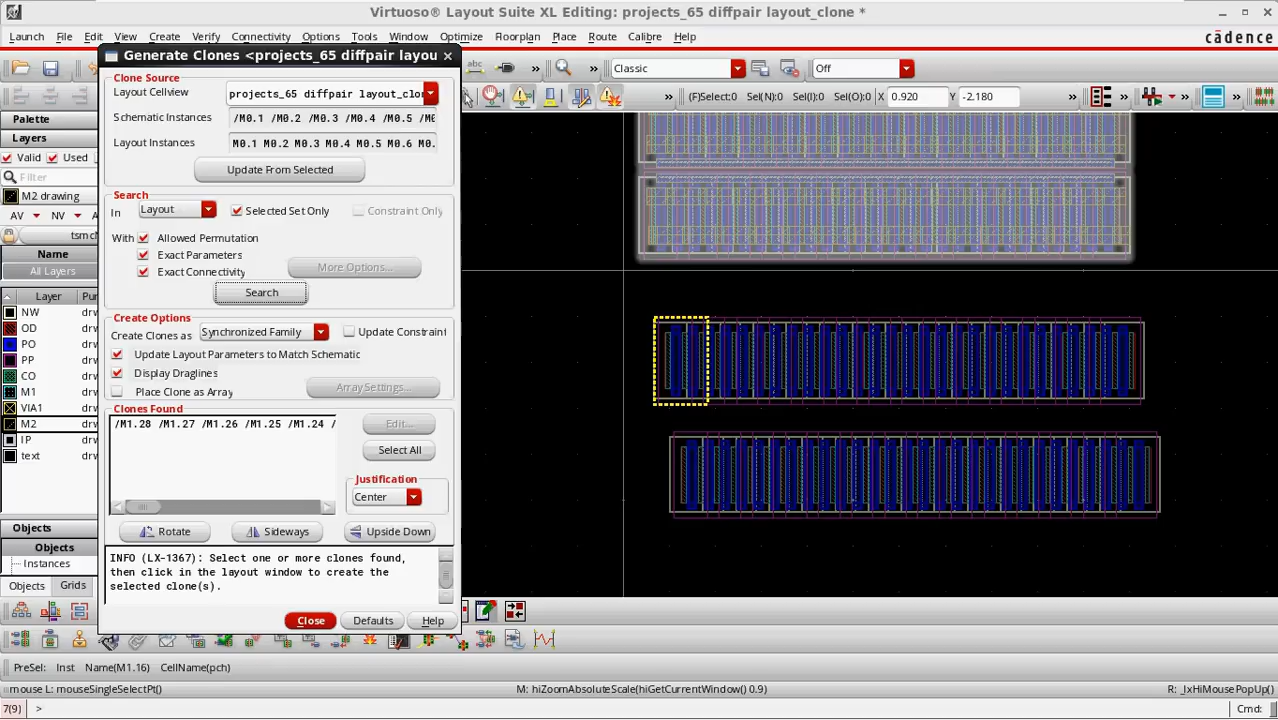 Virtuoso® Layout Suite XL Editing: projects_65 diffpair layout_clone *
Launch File Edit View Create Verify Connectivity Options Tools Window Optimize Floorplan Place Route Calibre Help
cādence
Generate Clones <projects_65 diffpair layou
abc » » Classic Off
» (F)Select:0 Sel(N):0 Sel(I):0 Sel(O):0 X 0.920 Y -2.180 » » »
Palette
Layers
Valid Used
Filter
M2 drawing
AV NV
Name
All Layers
Layer
NW
OD
PO
PP
CO
M1
VIA1
M2
IP
text
Objects
Objects
Instances
Objects Grids
Clone Source
Layout Cellview projects_65 diffpair layout_clo
Schematic Instances /M0.1 /M0.2 /M0.3 /M0.4 /M0.5
Layout Instances M0.1 M0.2 M0.3 M0.4 M0.5 M0.6 M0.
Update From Selected
Search
In Layout Selected Set Only Constraint Only
With Allowed Permutation
Exact Parameters
Exact Connectivity More Options...
Search
Create Options
Create Clones as Synchronized Family Update Constraint
Update Layout Parameters to Match Schematic
Display Draglines
Place Clone as Array Array Settings...
Clones Found
/M1.28 /M1.27 /M1.26 /M1.25 /M1.24 /
Edit...
Select All
Justification
Center
Rotate Sideways Upside Down
INFO (LX-1367): Select one or more clones found,
then click in the layout window to create the
selected clone(s).
Close Defaults Help
PreSel: Inst Name(M1.16) CellName(pch)
mouse L: mouseSingleSelectPt() M: hiZoomAbsoluteScale(hiGetCurrentWindow() 0.9) R: _lxHiMousePopUp()
7(9) > Cmd: